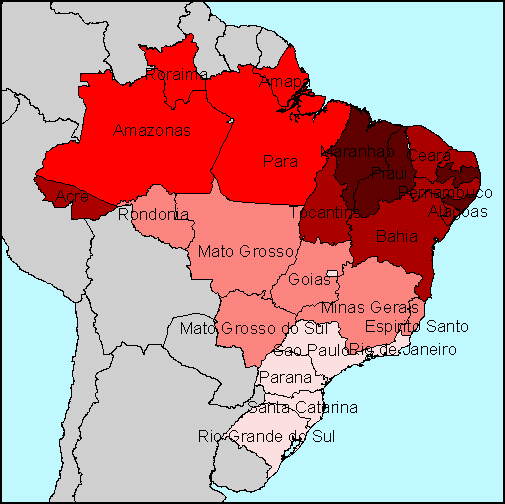 Roraima
Amapa
Amazonas
Para
Maranhao
Ceara
Piaui
Acre
Pernambuco
Rondonia
Tocantins
Alagoas
Bahia
Mato Grosso
Goias
Minas Gerais
Mato Grosso do Sul
Espirito Santo
Sao Paulo
Rio de Janeiro
Parana
Santa Catarina
Rio Grande do Sul